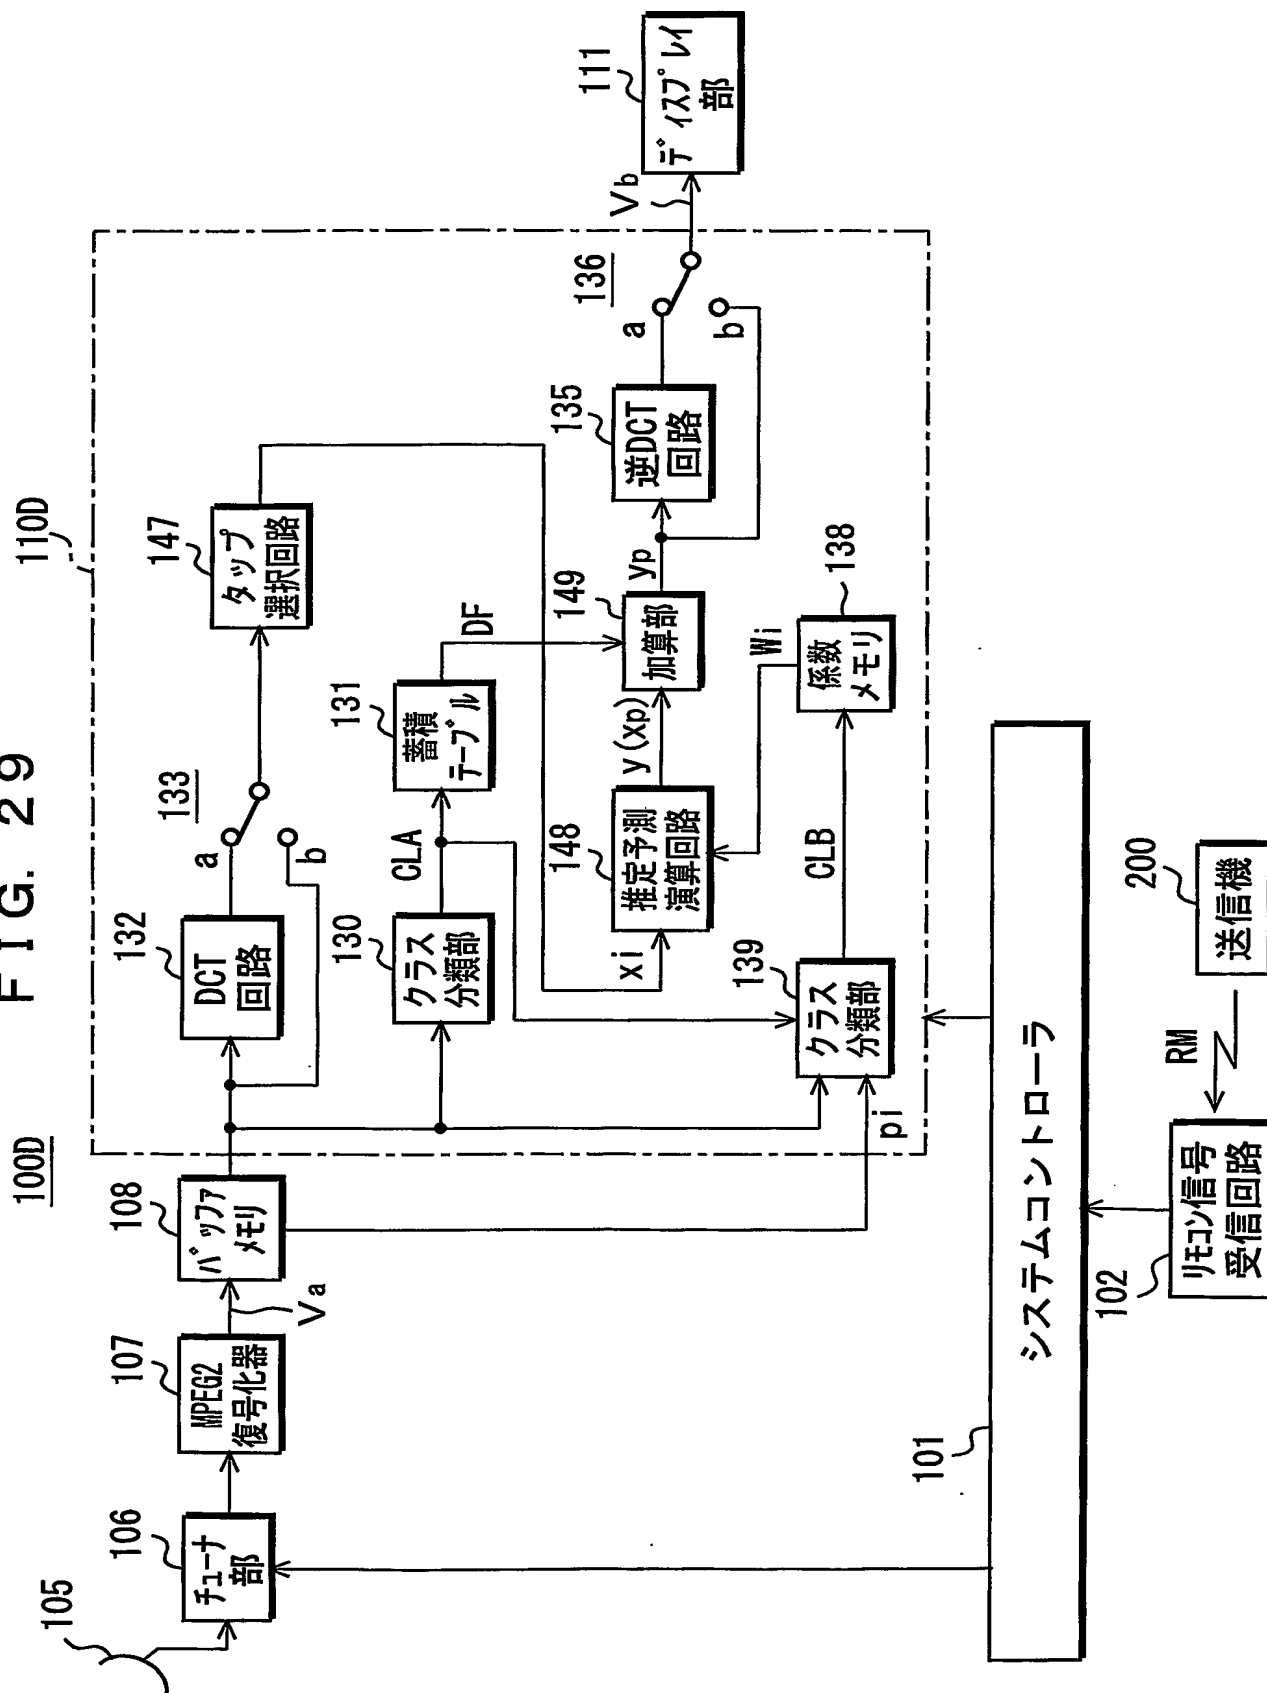 FIG. 29
100D
110D
105
106
チューナ
部
107
MPEG2
復号化器
Va
108
バッファ
メモリ
132
DCT
回路
133
a
b
147
タップ
選択回路
130
クラス
分類部
CLA
131
蓄積
テーブル
DF
xi
148
推定予測
演算回路
y(xp)
149
加算部
yp
135
逆DCT
回路
136
a
b
Vb
111
ディスプレイ
部
pi
139
クラス
分類部
CLB
138
係数
メモリ
Wi
101
システムコントローラ
102
リモコン信号
受信回路
RM
200
送信機